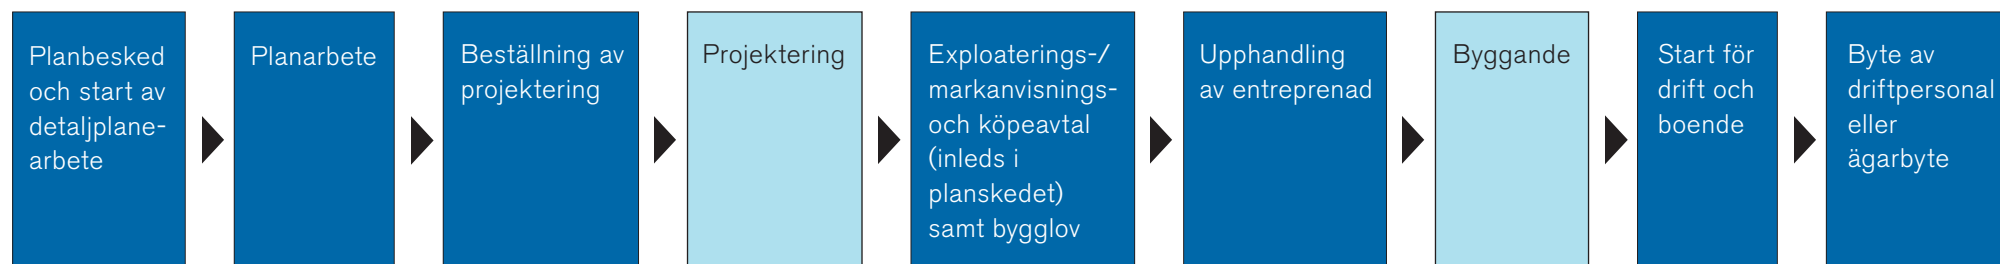 Planbesked
och start av
detaljplane-
arbete
Planarbete
Beställning av
projektering
Projektering
Exploaterings-/
markanvisnings-
och köpeavtal
(inleds i
planskedet)
samt bygglov
Upphandling
av entreprenad
Byggande
Start för
drift och
boende
Byte av
driftpersonal
eller
ägarbyte